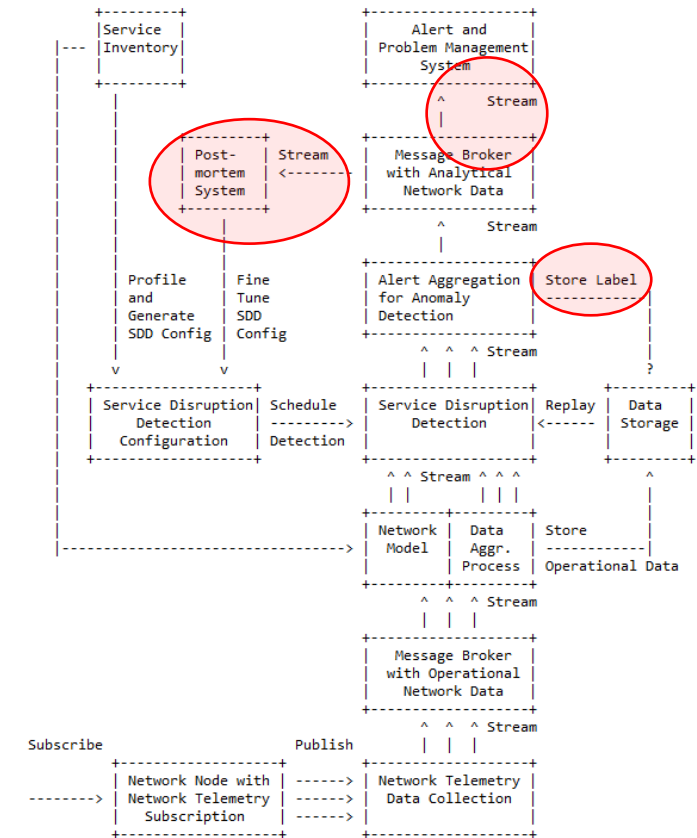 Service
Inventory
Alert and
Problem Management
System
Stream
Post-
mortem
System
Stream
Message Broker
with Analytical
Network Data
Stream
Profile
and
Generate
SDD Config
Fine
Tune
SDD
Config
Alert Aggregation
for Anomaly
Detection
Store Label
Stream
?
Service Disruption
Detection
Configuration
Schedule
Detection
Service Disruption
Detection
Replay
Data
Storage
Stream
Network
Model
Data
Aggr.
Process
Store
Operational Data
Stream
Message Broker
with Operational
Network Data
Stream
Subscribe
Publish
Network Node with
Network Telemetry
Subscription
Network Telemetry
Data Collection